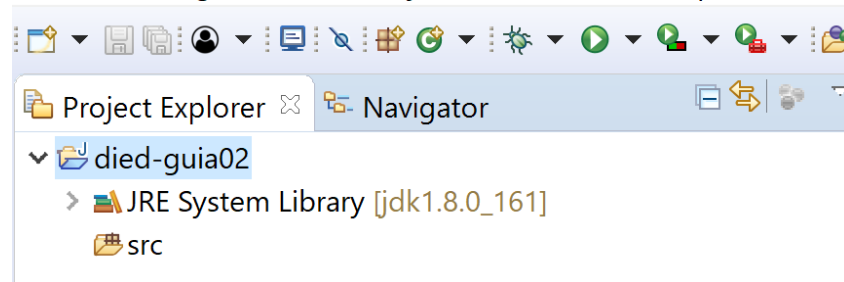 Project Explorer Navigator
died-guia02
JRE System Library [jdk1.8.0_161]
src